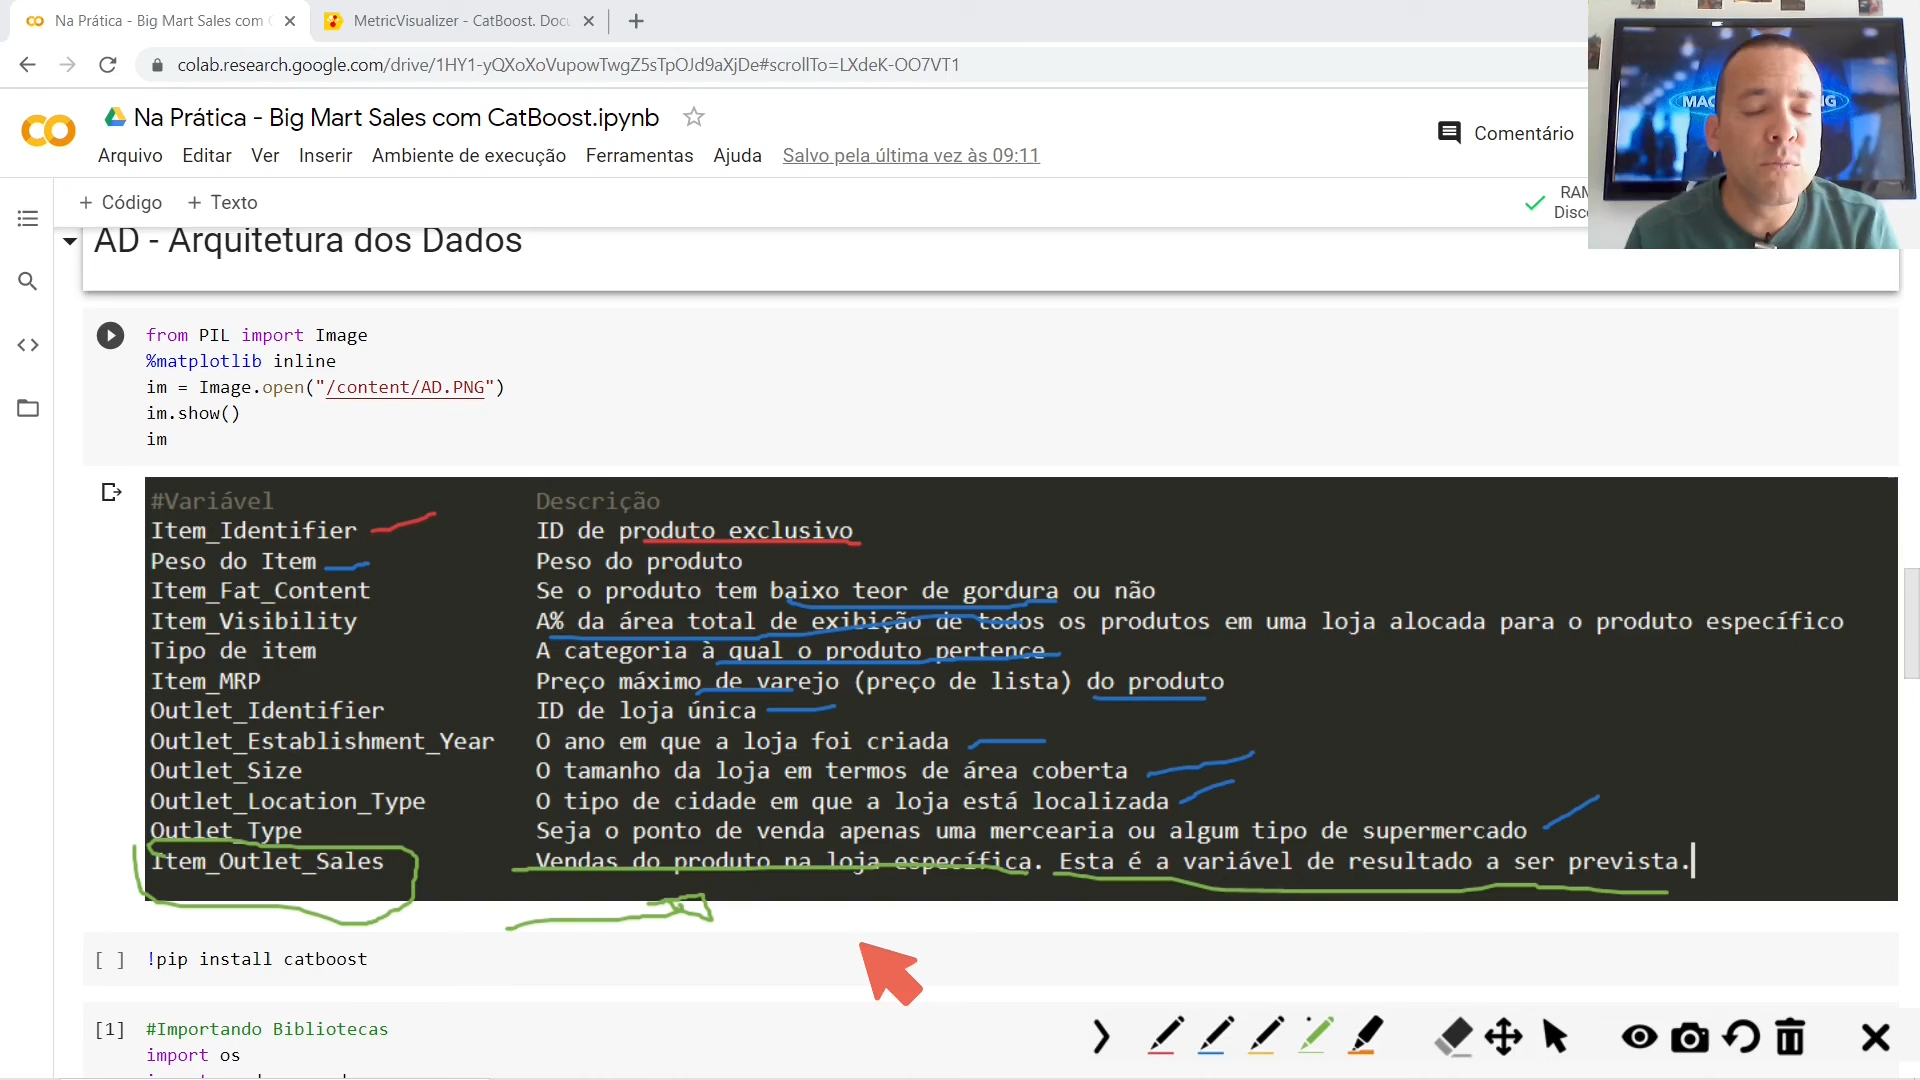 Na Prática - Big Mart Sales com
MetricVisualizer - CatBoost. Docu
colab.research.google.com/drive/1HY1-yQXoXoVupowTwgZ5sTpOJd9aXjDe#scrollTo=LXdeK-OO7VT1
Na Prática - Big Mart Sales com CatBoost.ipynb
Comentário
Arquivo Editar Ver Inserir Ambiente de execução Ferramentas Ajuda Salvo pela última vez às 09:11
+ Código + Texto
RAM
Disco
AD - Arquitetura dos Dados
from PIL import Image
%matplotlib inline
im = Image.open("/content/AD.PNG")
im.show()
im
#Variável Descrição
Item_Identifier ID de produto exclusivo
Peso do Item Peso do produto
Item_Fat_Content Se o produto tem baixo teor de gordura ou não
Item_Visibility A% da área total de exibição de todos os produtos em uma loja alocada para o produto específico
Tipo de item A categoria à qual o produto pertence
Item_MRP Preço máximo de varejo (preço de lista) do produto
Outlet_Identifier ID de loja única
Outlet_Establishment_Year O ano em que a loja foi criada
Outlet_Size O tamanho da loja em termos de área coberta
Outlet_Location_Type O tipo de cidade em que a loja está localizada
Outlet_Type Seja o ponto de venda apenas uma mercearia ou algum tipo de supermercado
Item_Outlet_Sales Vendas do produto na loja específica. Esta é a variável de resultado a ser prevista.
[ ] !pip install catboost
[1] #Importando Bibliotecas
import os